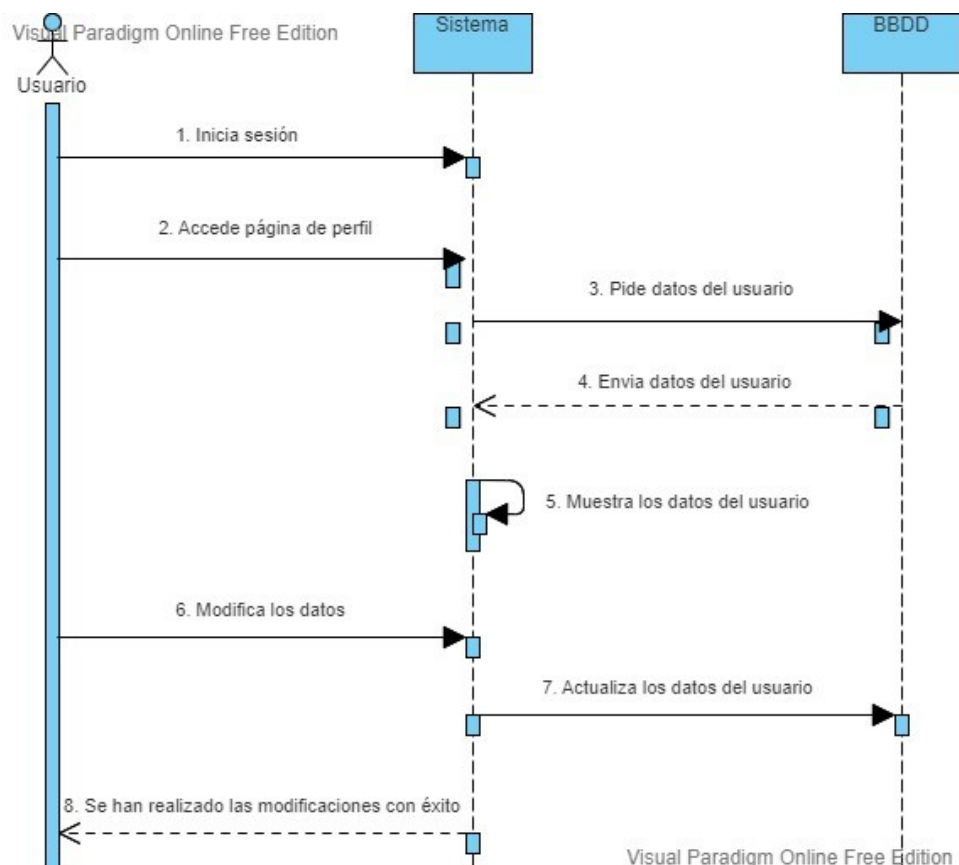 Visual Paradigm Online Free Edition
Sistema
BBDD
Usuario
1. Inicia sesión
2. Accede página de perfil
3. Pide datos del usuario
4. Envia datos del usuario
5. Muestra los datos del usuario
6. Modifica los datos
7. Actualiza los datos del usuario
8. Se han realizado las modificaciones con éxito
Visual Paradigm Online Free Edition